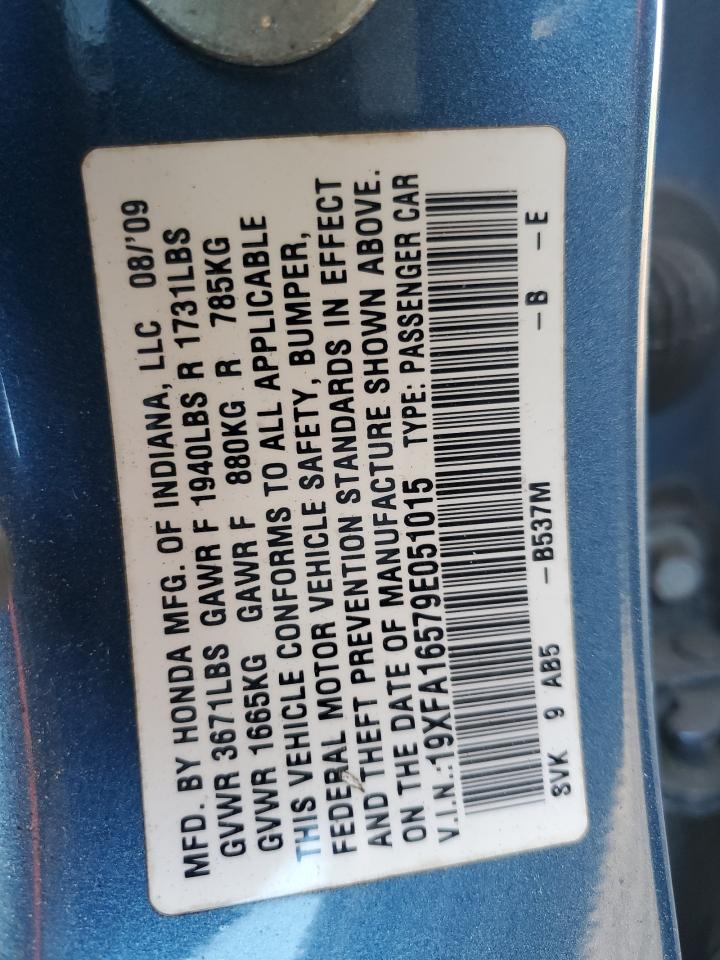 MFD. BY HONDA MFG. OF INDIANA, LLC 08/'09
GVWR 3671LBS GAWR F 1940LBS R 1731LBS
GVWR 1665KG GAWR F 880KG R 785KG
THIS VEHICLE CONFORMS TO ALL APPLICABLE
FEDERAL MOTOR VEHICLE SAFETY, BUMPER,
AND THEFT PREVENTION STANDARDS IN EFFECT
ON THE DATE OF MANUFACTURE SHOWN ABOVE.
V.I.N.:19XFA16579E051015 TYPE: PASSENGER CAR
SVK 9 AB5 -B537M -B -E